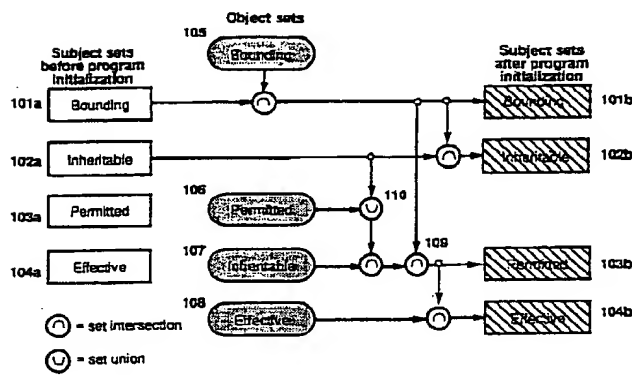 Object sets
Subject sets
before program
initialization
105
Bounding
Subject sets
after program
initialization
101a
Bounding
Bounding
101b
102a
Inheritable
Inheritable
102b
106
110
103a
Permitted
Permitted
107
109
104a
Effective
Inheritable
Permitted
103b
108
Effective
Effective
104b
= set intersection
= set union